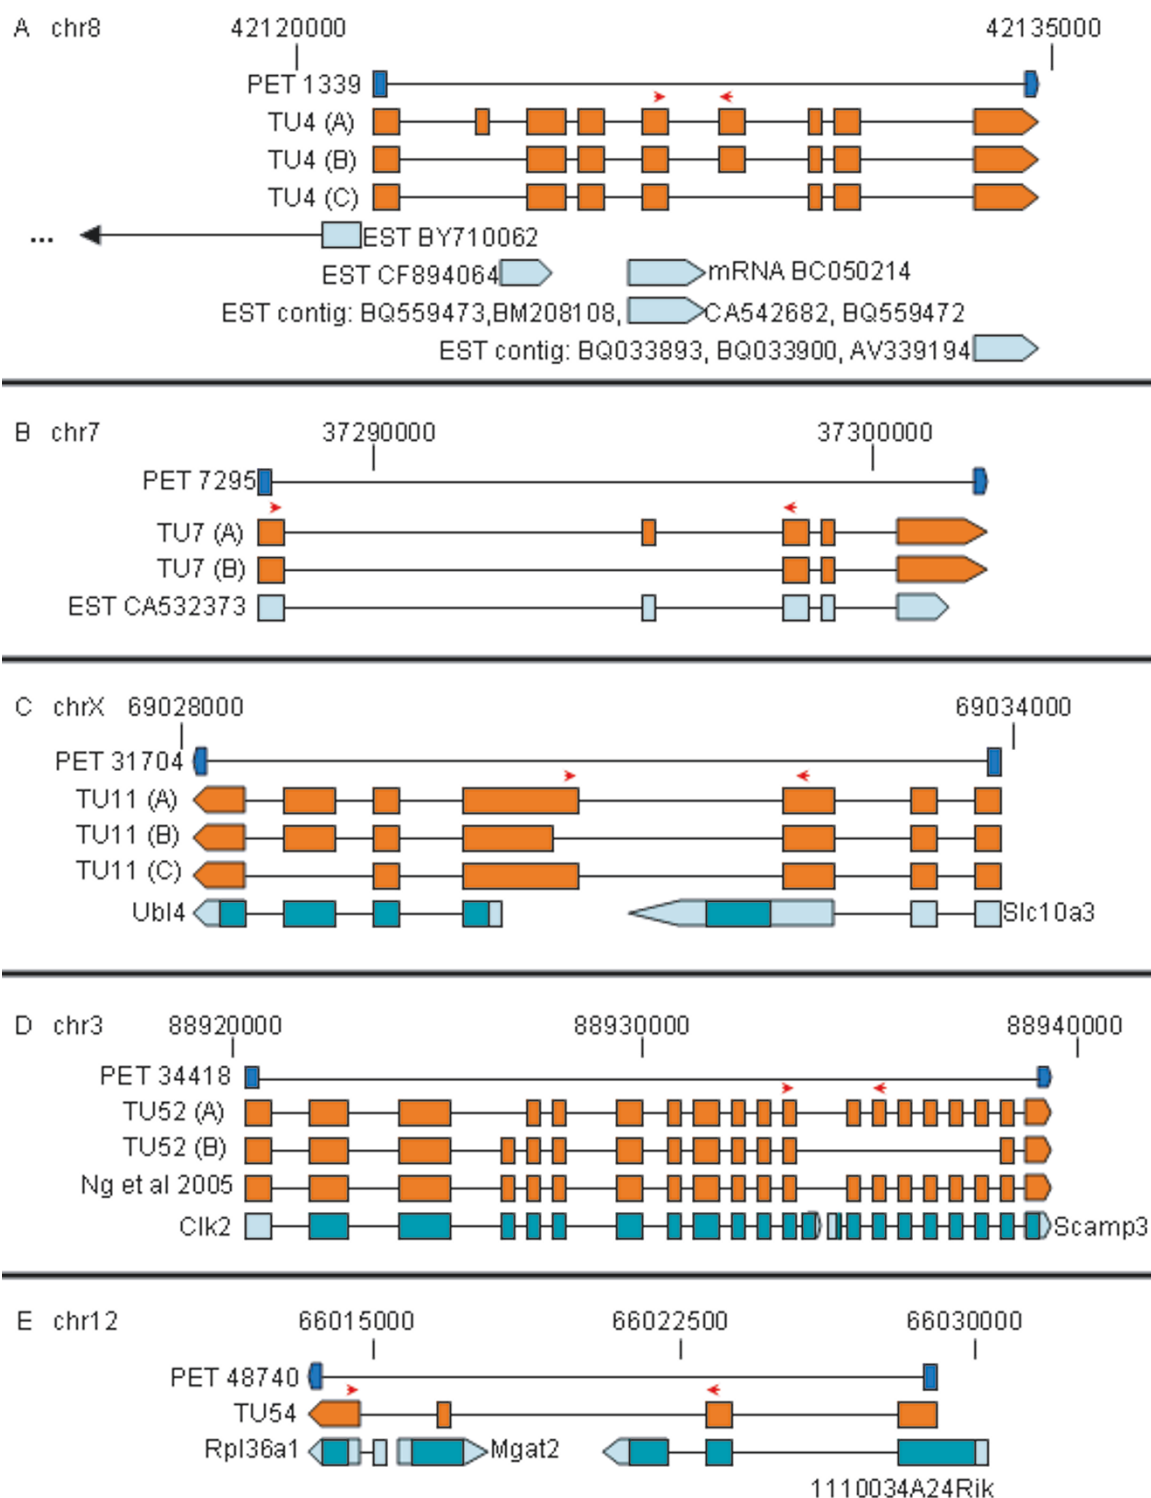 A chr8 42120000 42135000
PET 1339
TU4 (A)
TU4 (B)
TU4 (C)
... EST BY710062
EST CF894064 mRNA BC050214
EST contig: BQ559473,BM208108, CA542682, BQ559472
EST contig: BQ033893, BQ033900, AV339194
B chr7 37290000 37300000
PET 7295
TU7 (A)
TU7 (B)
EST CA532373
C chrX 69028000 69034000
PET 31704
TU11 (A)
TU11 (B)
TU11 (C)
Ubl4 Slc10a3
D chr3 88920000 88930000 88940000
PET 34418
TU52 (A)
TU52 (B)
Ng et al 2005
Clk2 Scamp3
E chr12 66015000 66022500 66030000
PET 48740
TU54
Rpl36a1 Mgat2
1110034A24Rik